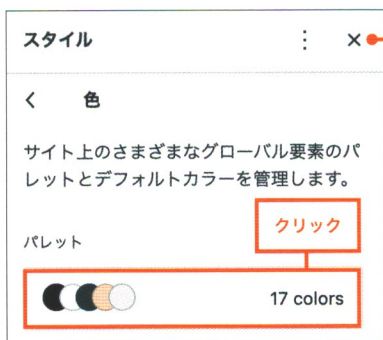 スタイル
色
サイト上のさまざまなグローバル要素のパ
レットとデフォルトカラーを管理します。
クリック
パレット
17 colors